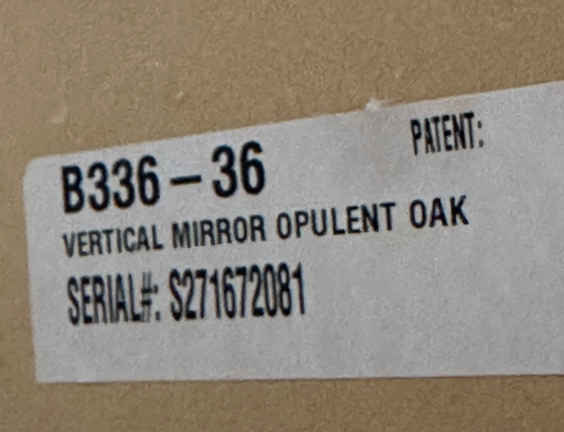 PATENT:
B336-36
VERTICAL MIRROR OPULENT OAK
SERIAL#: S271672081